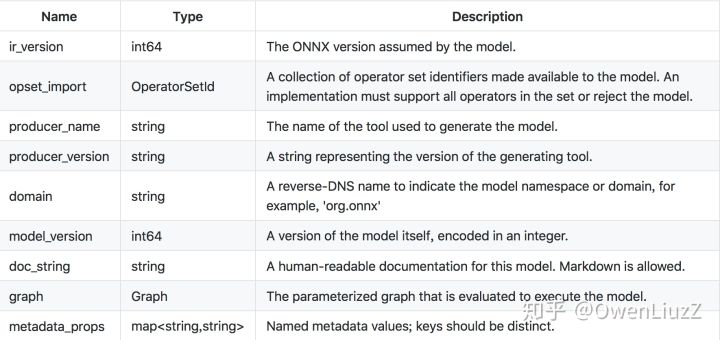 Name Type Description
ir_version int64 The ONNX version assumed by the model.
opset_import OperatorSetId A collection of operator set identifiers made available to the model. An
implementation must support all operators in the set or reject the model.
producer_name string The name of the tool used to generate the model.
producer_version string A string representing the version of the generating tool.
domain string A reverse-DNS name to indicate the model namespace or domain, for
example, 'org.onnx'
model_version int64 A version of the model itself, encoded in an integer.
doc_string string A human-readable documentation for this model. Markdown is allowed.
graph Graph The parameterized graph that is evaluated to execute the model.
metadata_props map<string,string> Named metadata values; keys should be distinct.
知乎 @OwenLiuzZ